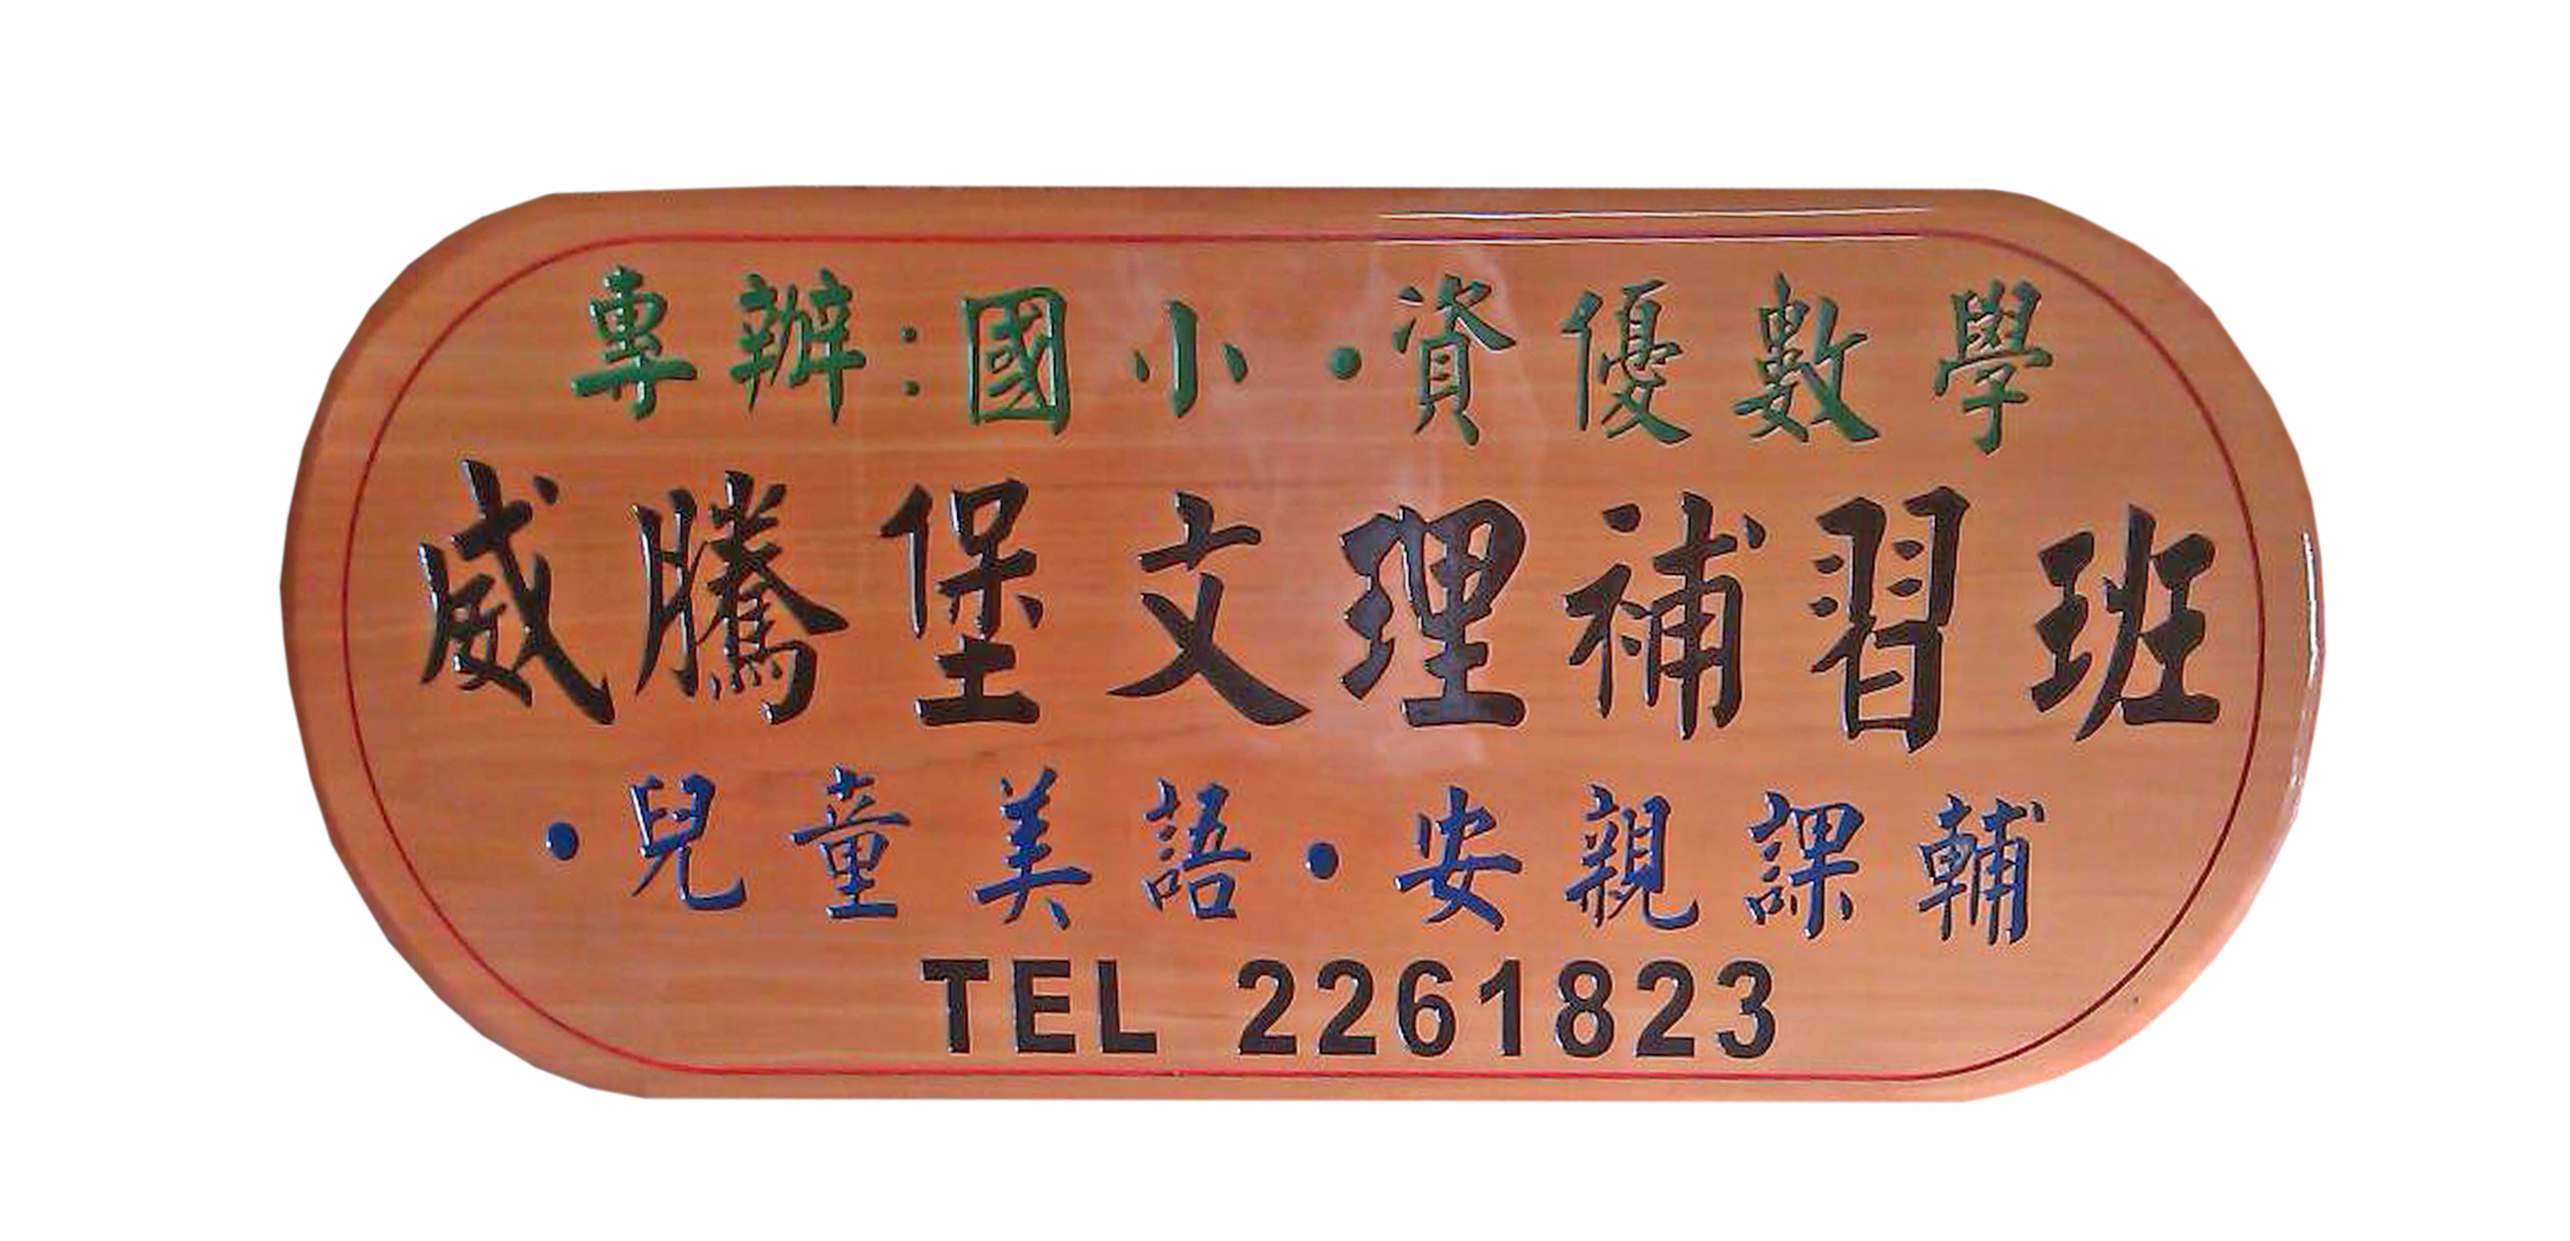 專辦:國小·資優數學
威騰堡文理補習班
·兒童美語·安親課輔
TEL 2261823